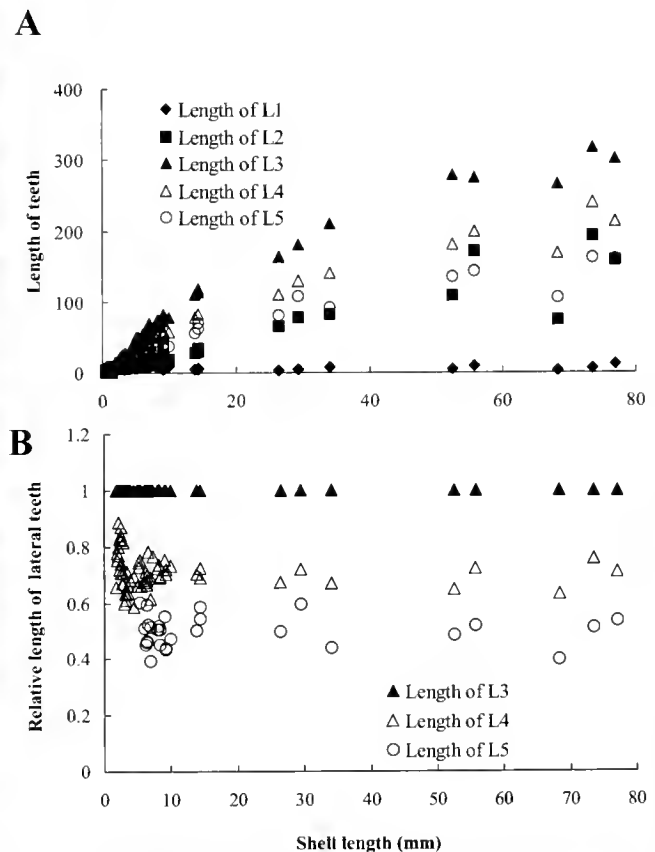 A
400
300
200
100
0
Length of teeth
Length of L1
Length of L2
Length of L3
Length of L4
Length of L5
0 20 40 60 80
B
1.2
1
0.8
0.6
0.4
0.2
0
Relative length of lateral teeth
Length of L3
Length of L4
Length of L5
0 10 20 30 40 50 60 70 80
Shell length (mm)